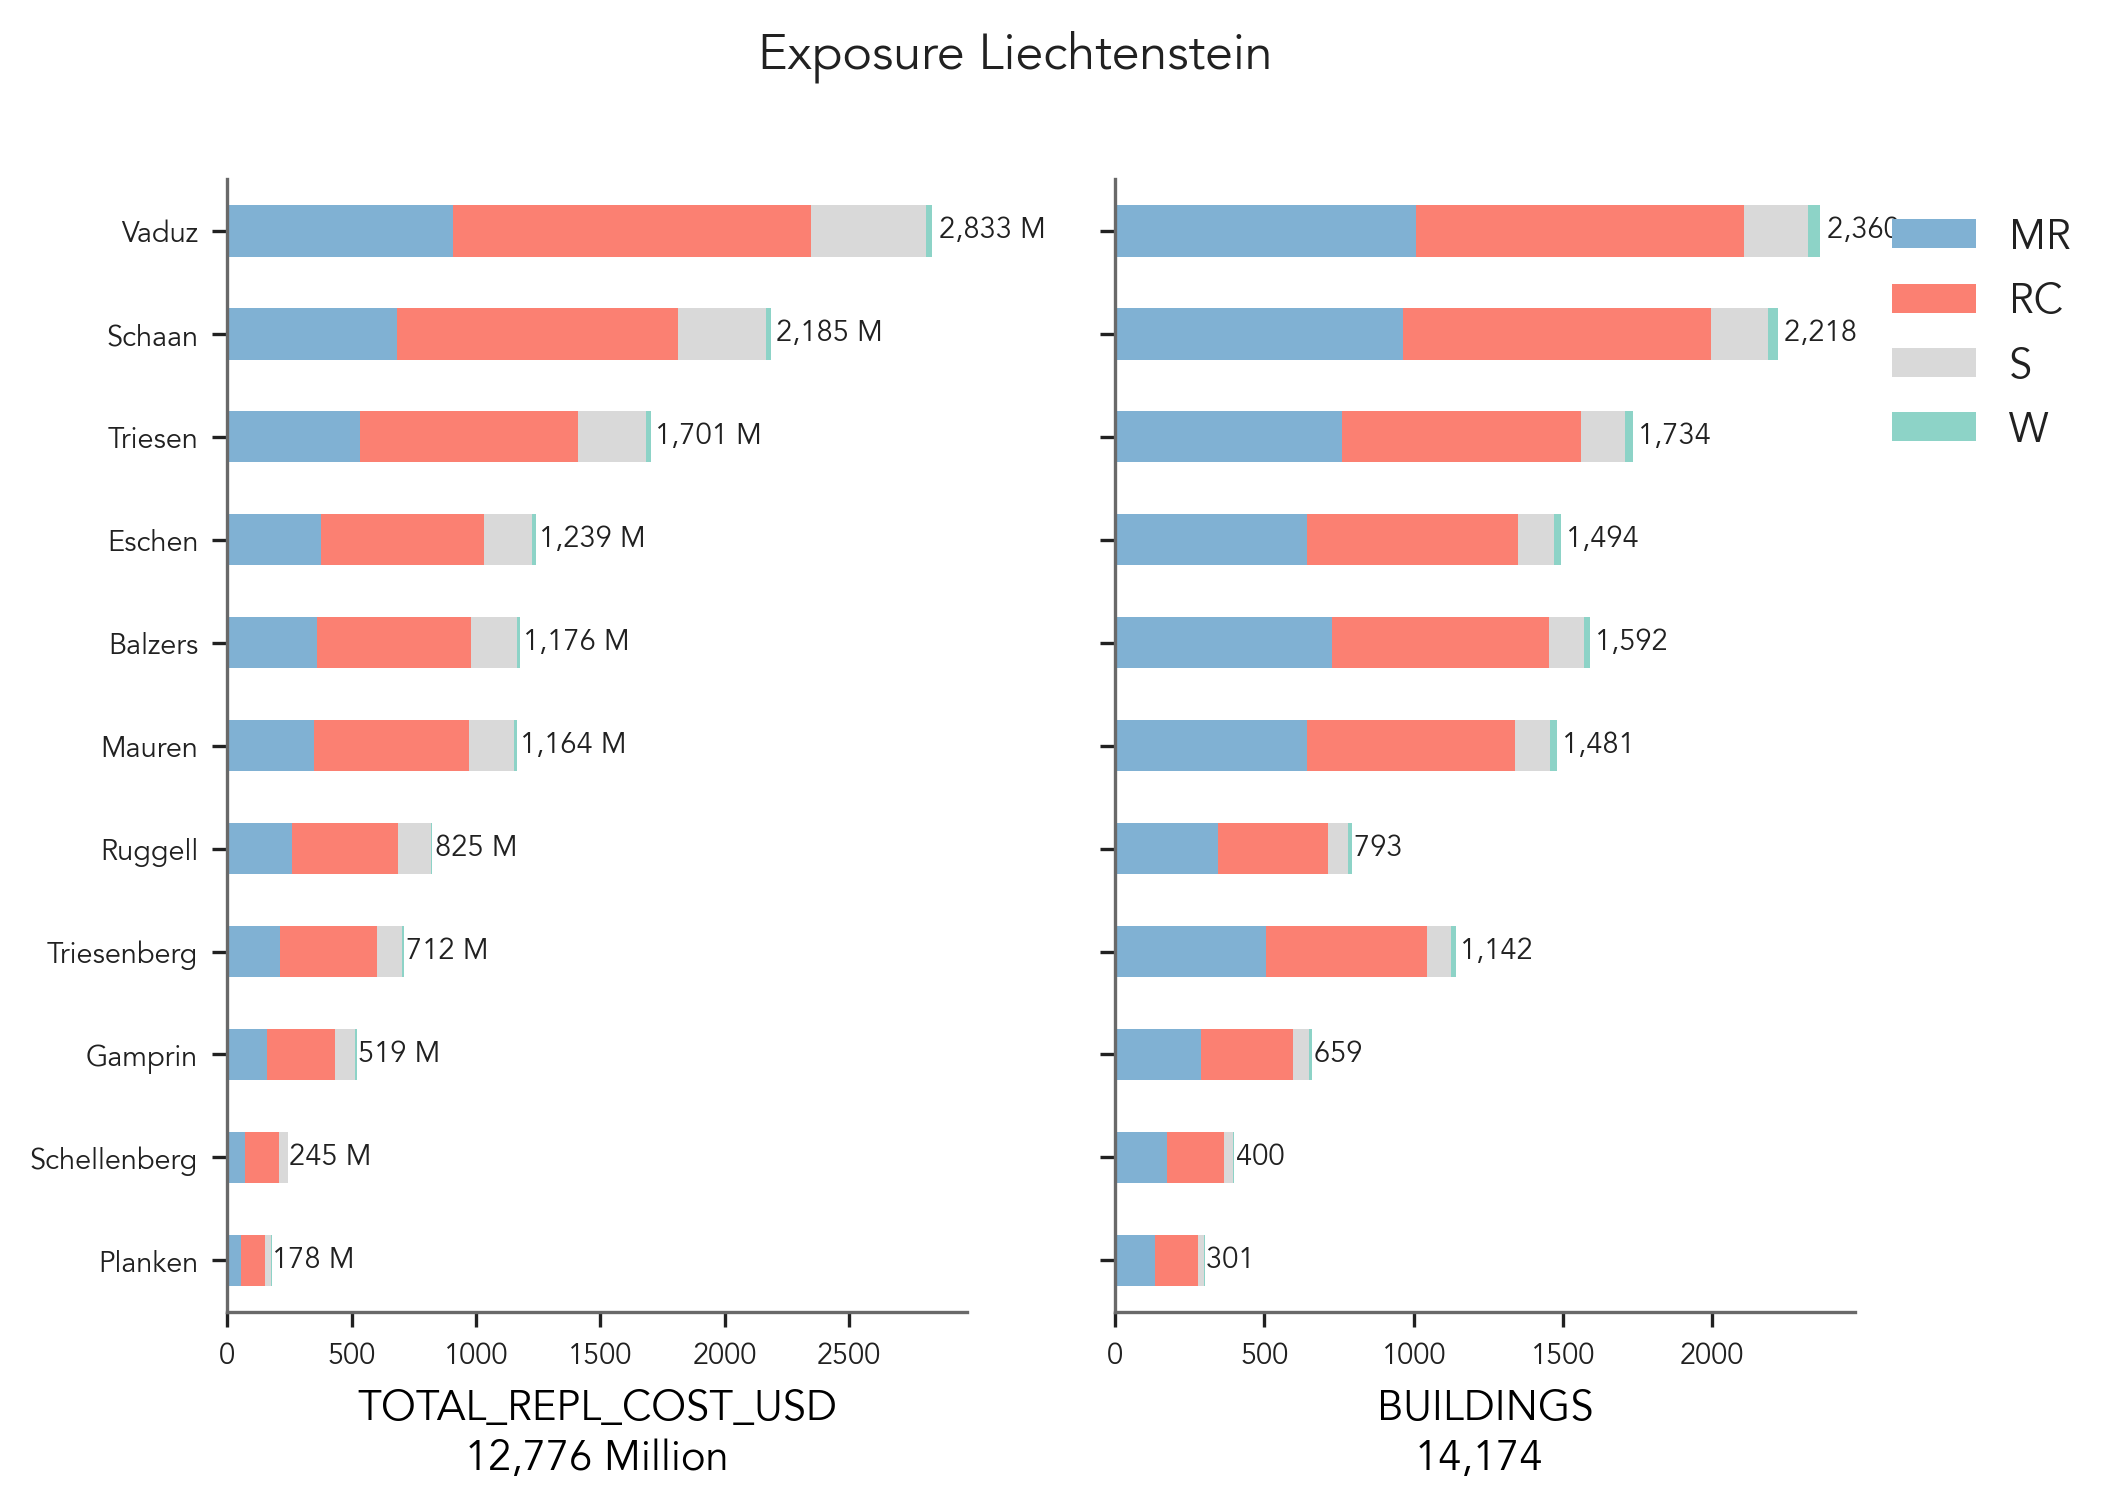 Exposure Liechtenstein
Vaduz 2,833 M 2,360 MR
RC
Schaan 2,185 M 2,218 S
Triesen 1,701 M 1,734 W
Eschen 1,239 M 1,494
Balzers 1,176 M 1,592
Mauren 1,164 M 1,481
Ruggell 825 M 793
Triesenberg 712 M 1,142
Gamprin 519 M 659
Schellenberg 245 M 400
Planken 178 M 301
0 500 1000 1500 2000 2500 0 500 1000 1500 2000
TOTAL_REPL_COST_USD BUILDINGS
12,776 Million 14,174